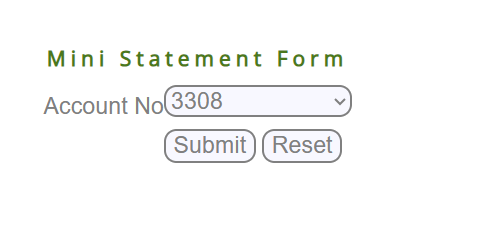 Mini Statement Form
Account No 3308
Submit Reset